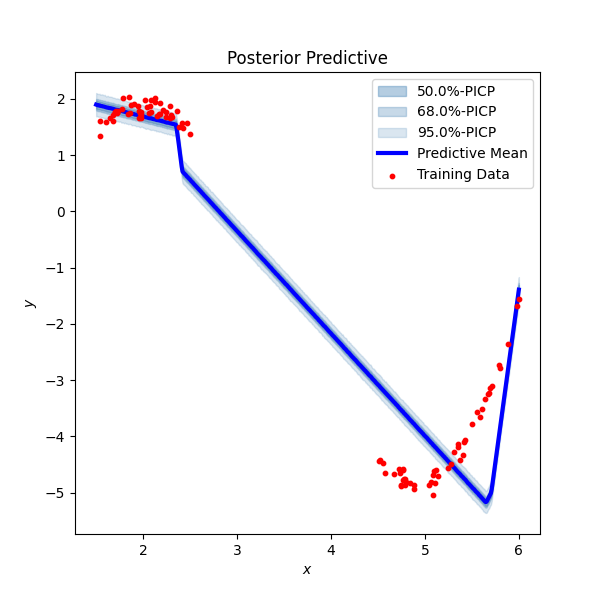 Posterior Predictive
50.0%-PICP
68.0%-PICP
95.0%-PICP
Predictive Mean
Training Data
2
1
0
−1
−2
−3
−4
−5
y
2 3 4 5 6
x